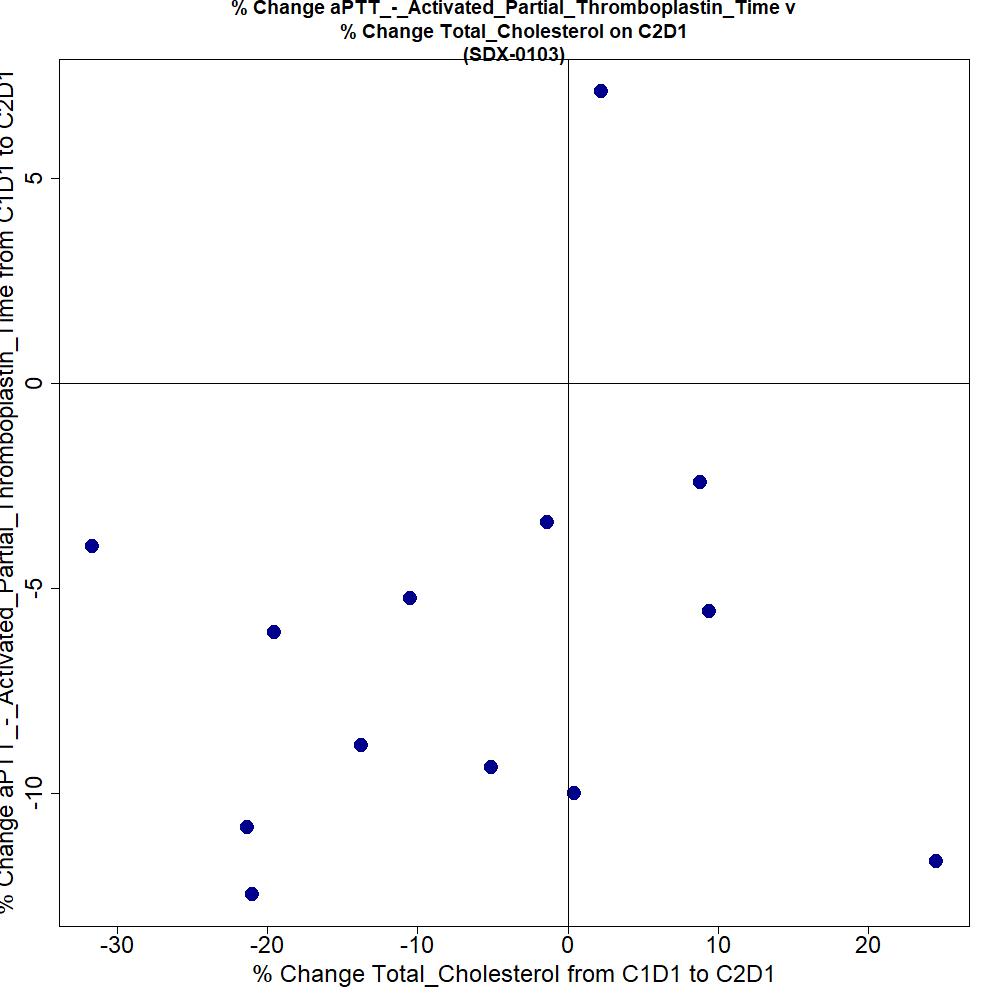 % Change aPTT_-_Activated_Partial_Thromboplastin_Time v
% Change Total_Cholesterol on C2D1
(SDX-0103)
% Change aPTT_-_Activated_Partial_Thromboplastin_Time from C1D1 to C2D1
5
0
-5
-10
-30 -20 -10 0 10 20
% Change Total_Cholesterol from C1D1 to C2D1